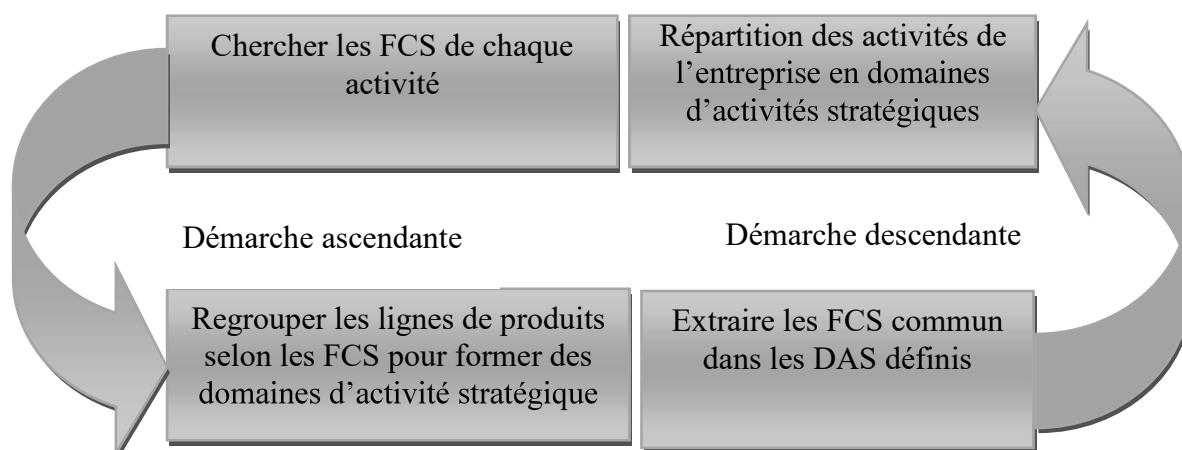 Chercher les FCS de chaque
activité
Répartition des activités de
l’entreprise en domaines
d’activités stratégiques
Démarche ascendante
Démarche descendante
Regrouper les lignes de produits
selon les FCS pour former des
domaines d’activité stratégique
Extraire les FCS commun
dans les DAS définis